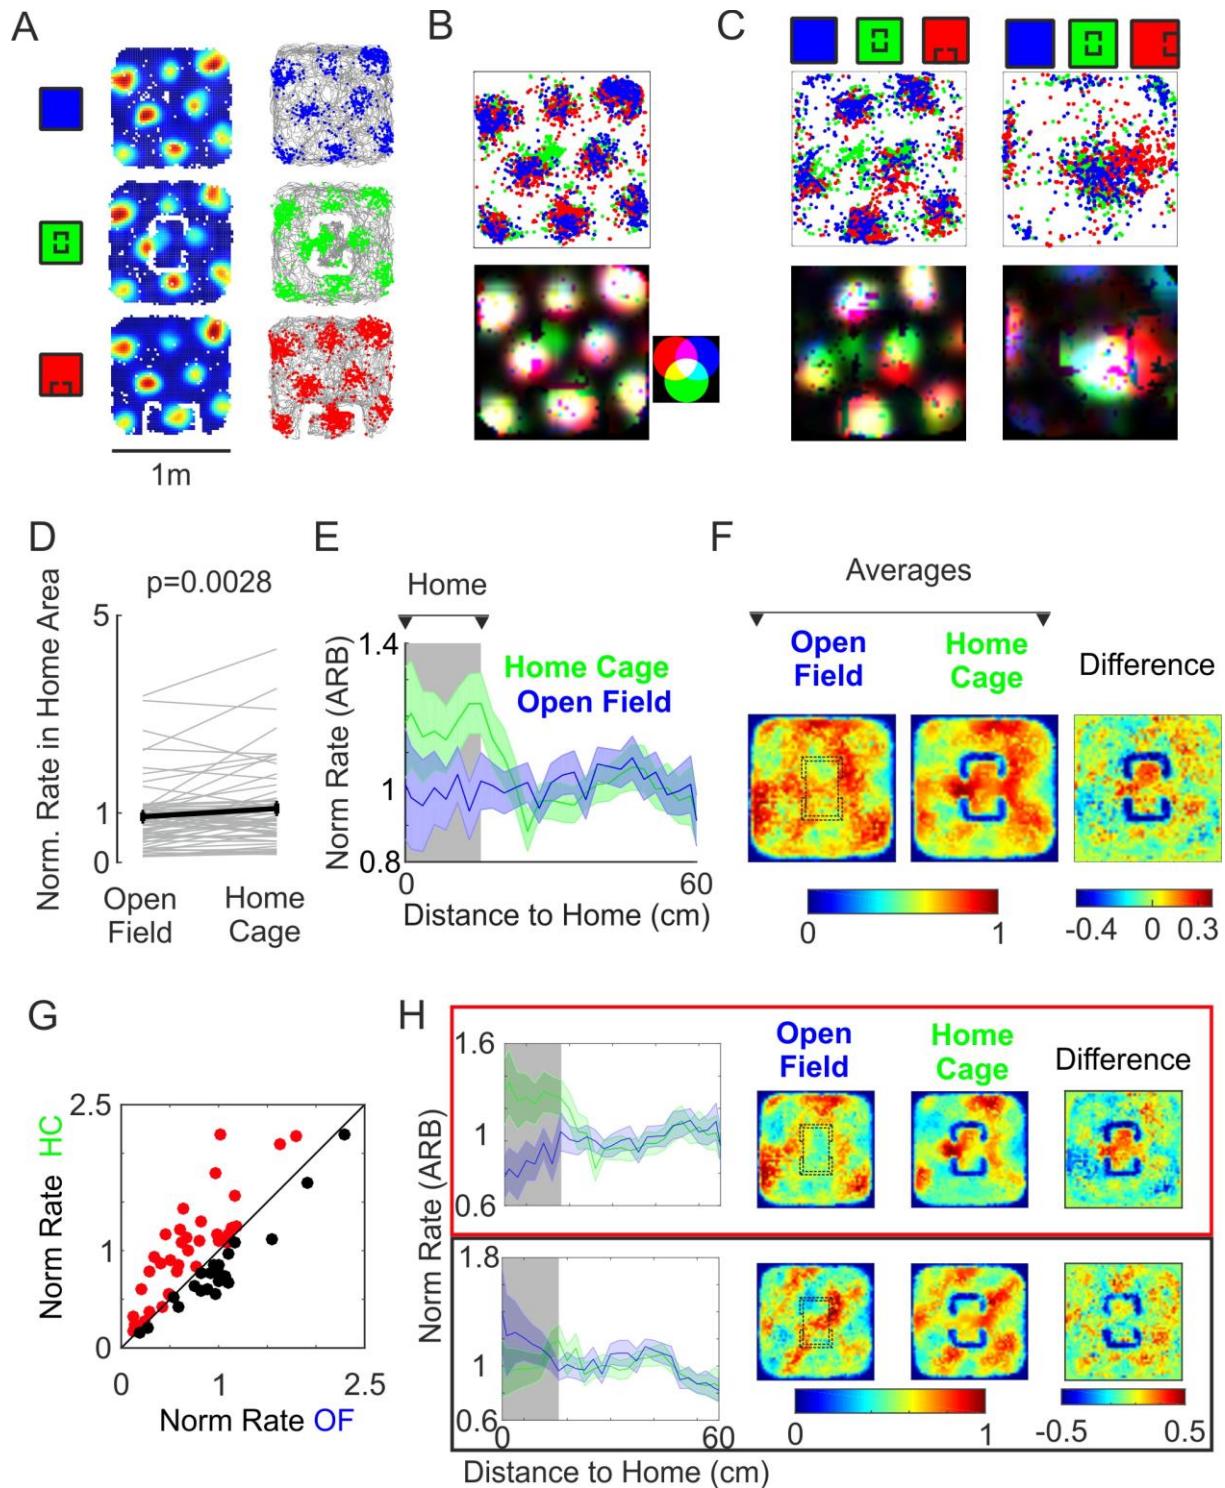 A
B
C
1m
D
p=0.0028
Norm. Rate in Home Area
5
1
0
Open
Field
Home
Cage
E
Home
Norm Rate (ARB)
1.4
1
0.8
Home Cage
Open Field
0
60
Distance to Home (cm)
F
Averages
Open
Field
Home
Cage
Difference
0
1
-0.4
0
0.3
G
Norm Rate HC
2.5
1
0
0
1
2.5
Norm Rate OF
H
Norm Rate (ARB)
1.6
1
0.6
Open
Field
Home
Cage
Difference
1.8
1
0.6
0
60
Distance to Home (cm)
0
1
-0.5
0.5